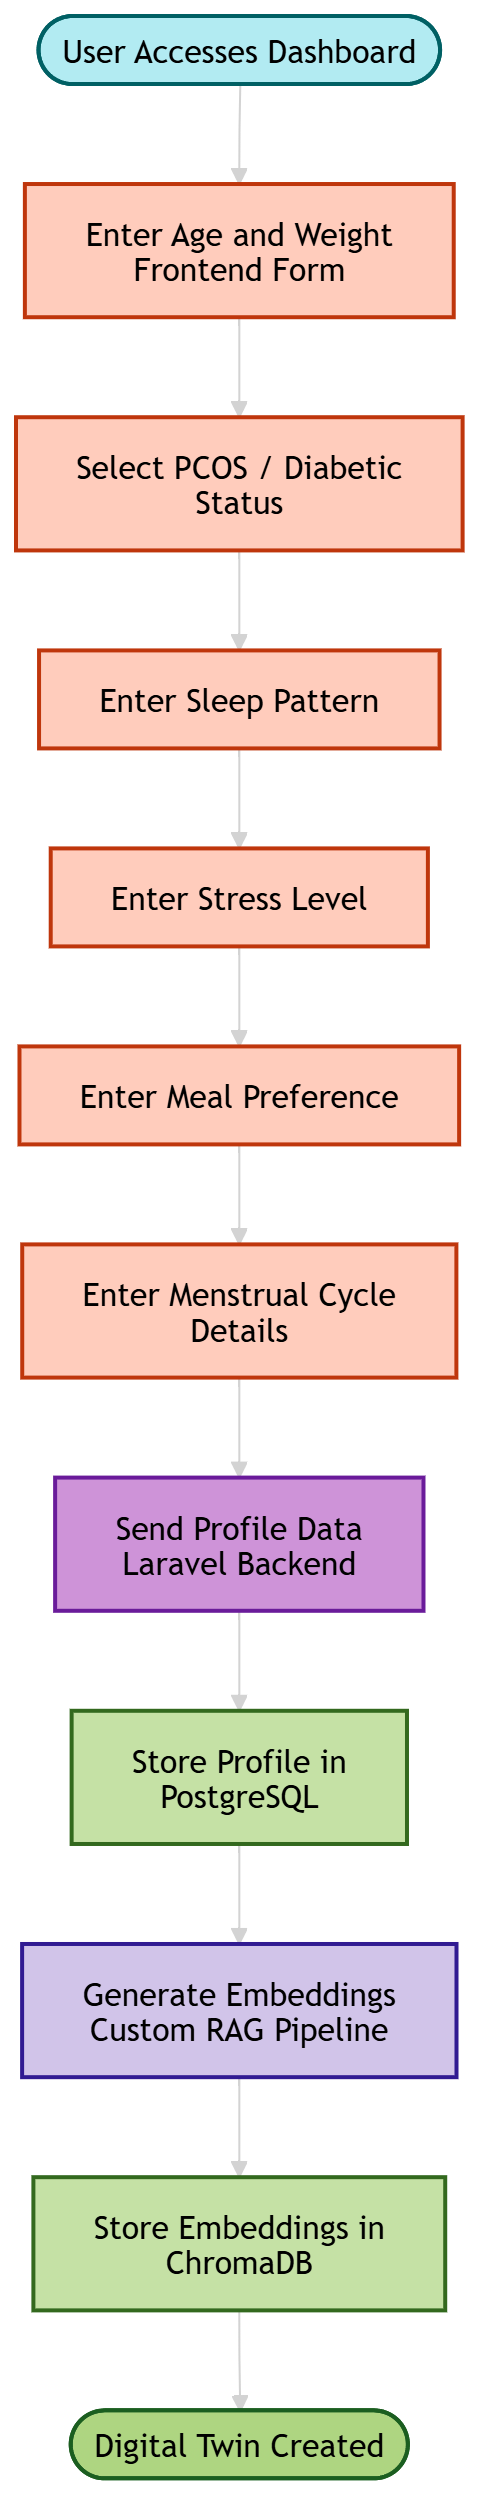 User Accesses Dashboard
Enter Age and Weight
Frontend Form
Select PCOS / Diabetic
Status
Enter Sleep Pattern
Enter Stress Level
Enter Meal Preference
Enter Menstrual Cycle
Details
Send Profile Data
Laravel Backend
Store Profile in
PostgreSQL
Generate Embeddings
Custom RAG Pipeline
Store Embeddings in
ChromaDB
Digital Twin Created